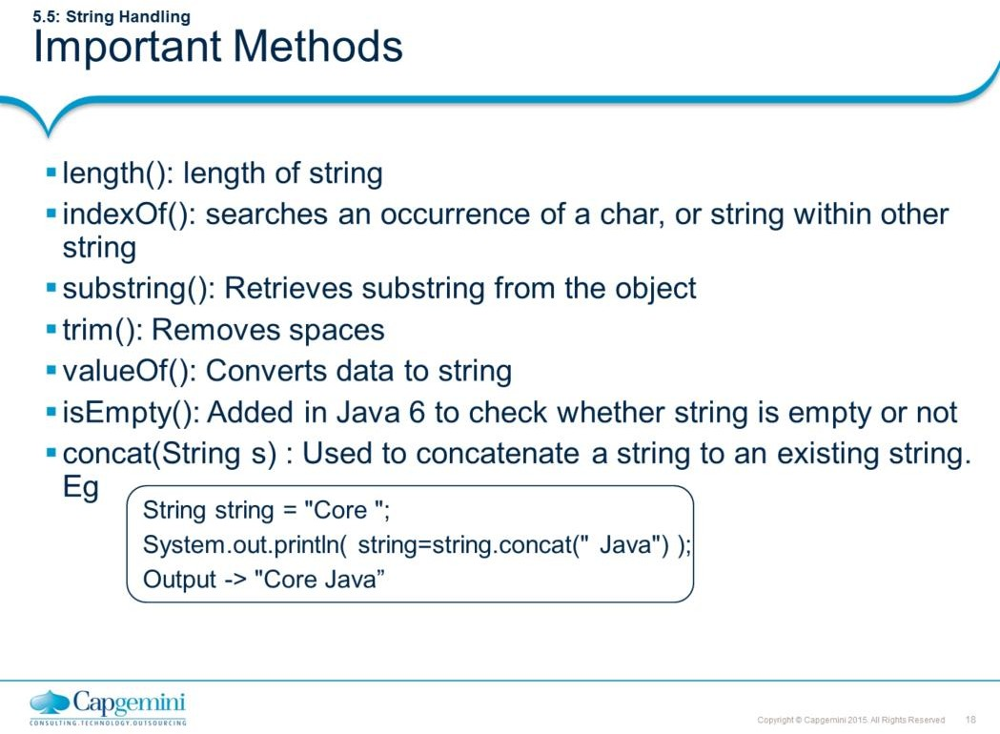 5.5: String Handling
Important Methods
▪ length(): length of string
▪ indexOf(): searches an occurrence of a char, or string within other
string
▪ substring(): Retrieves substring from the object
▪ trim(): Removes spaces
▪ valueOf(): Converts data to string
▪ isEmpty(): Added in Java 6 to check whether string is empty or not
▪ concat(String s) : Used to concatenate a string to an existing string.
Eg
String string = "Core ";
System.out.println( string=string.concat(" Java") );
Output -> "Core Java”
Capgemini
CONSULTING.TECHNOLOGY.OUTSOURCING
Copyright © Capgemini 2015. All Rights Reserved 18